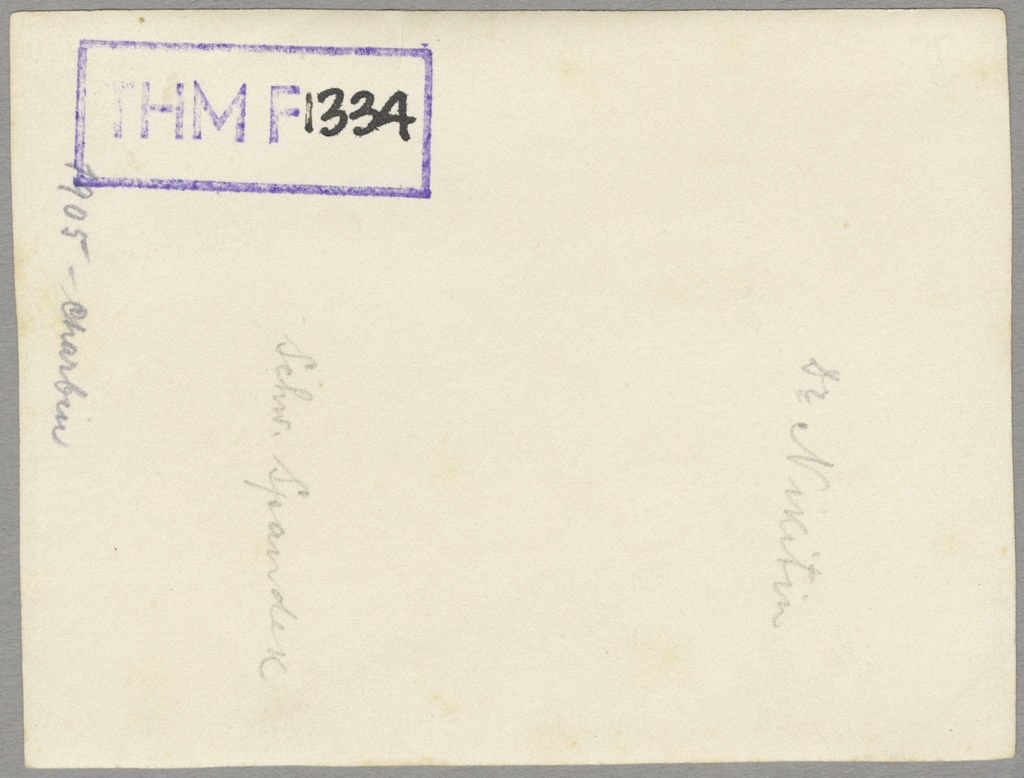 THM F1334
1905 - Charbin
Schw. Spandek
Dr Nikitin